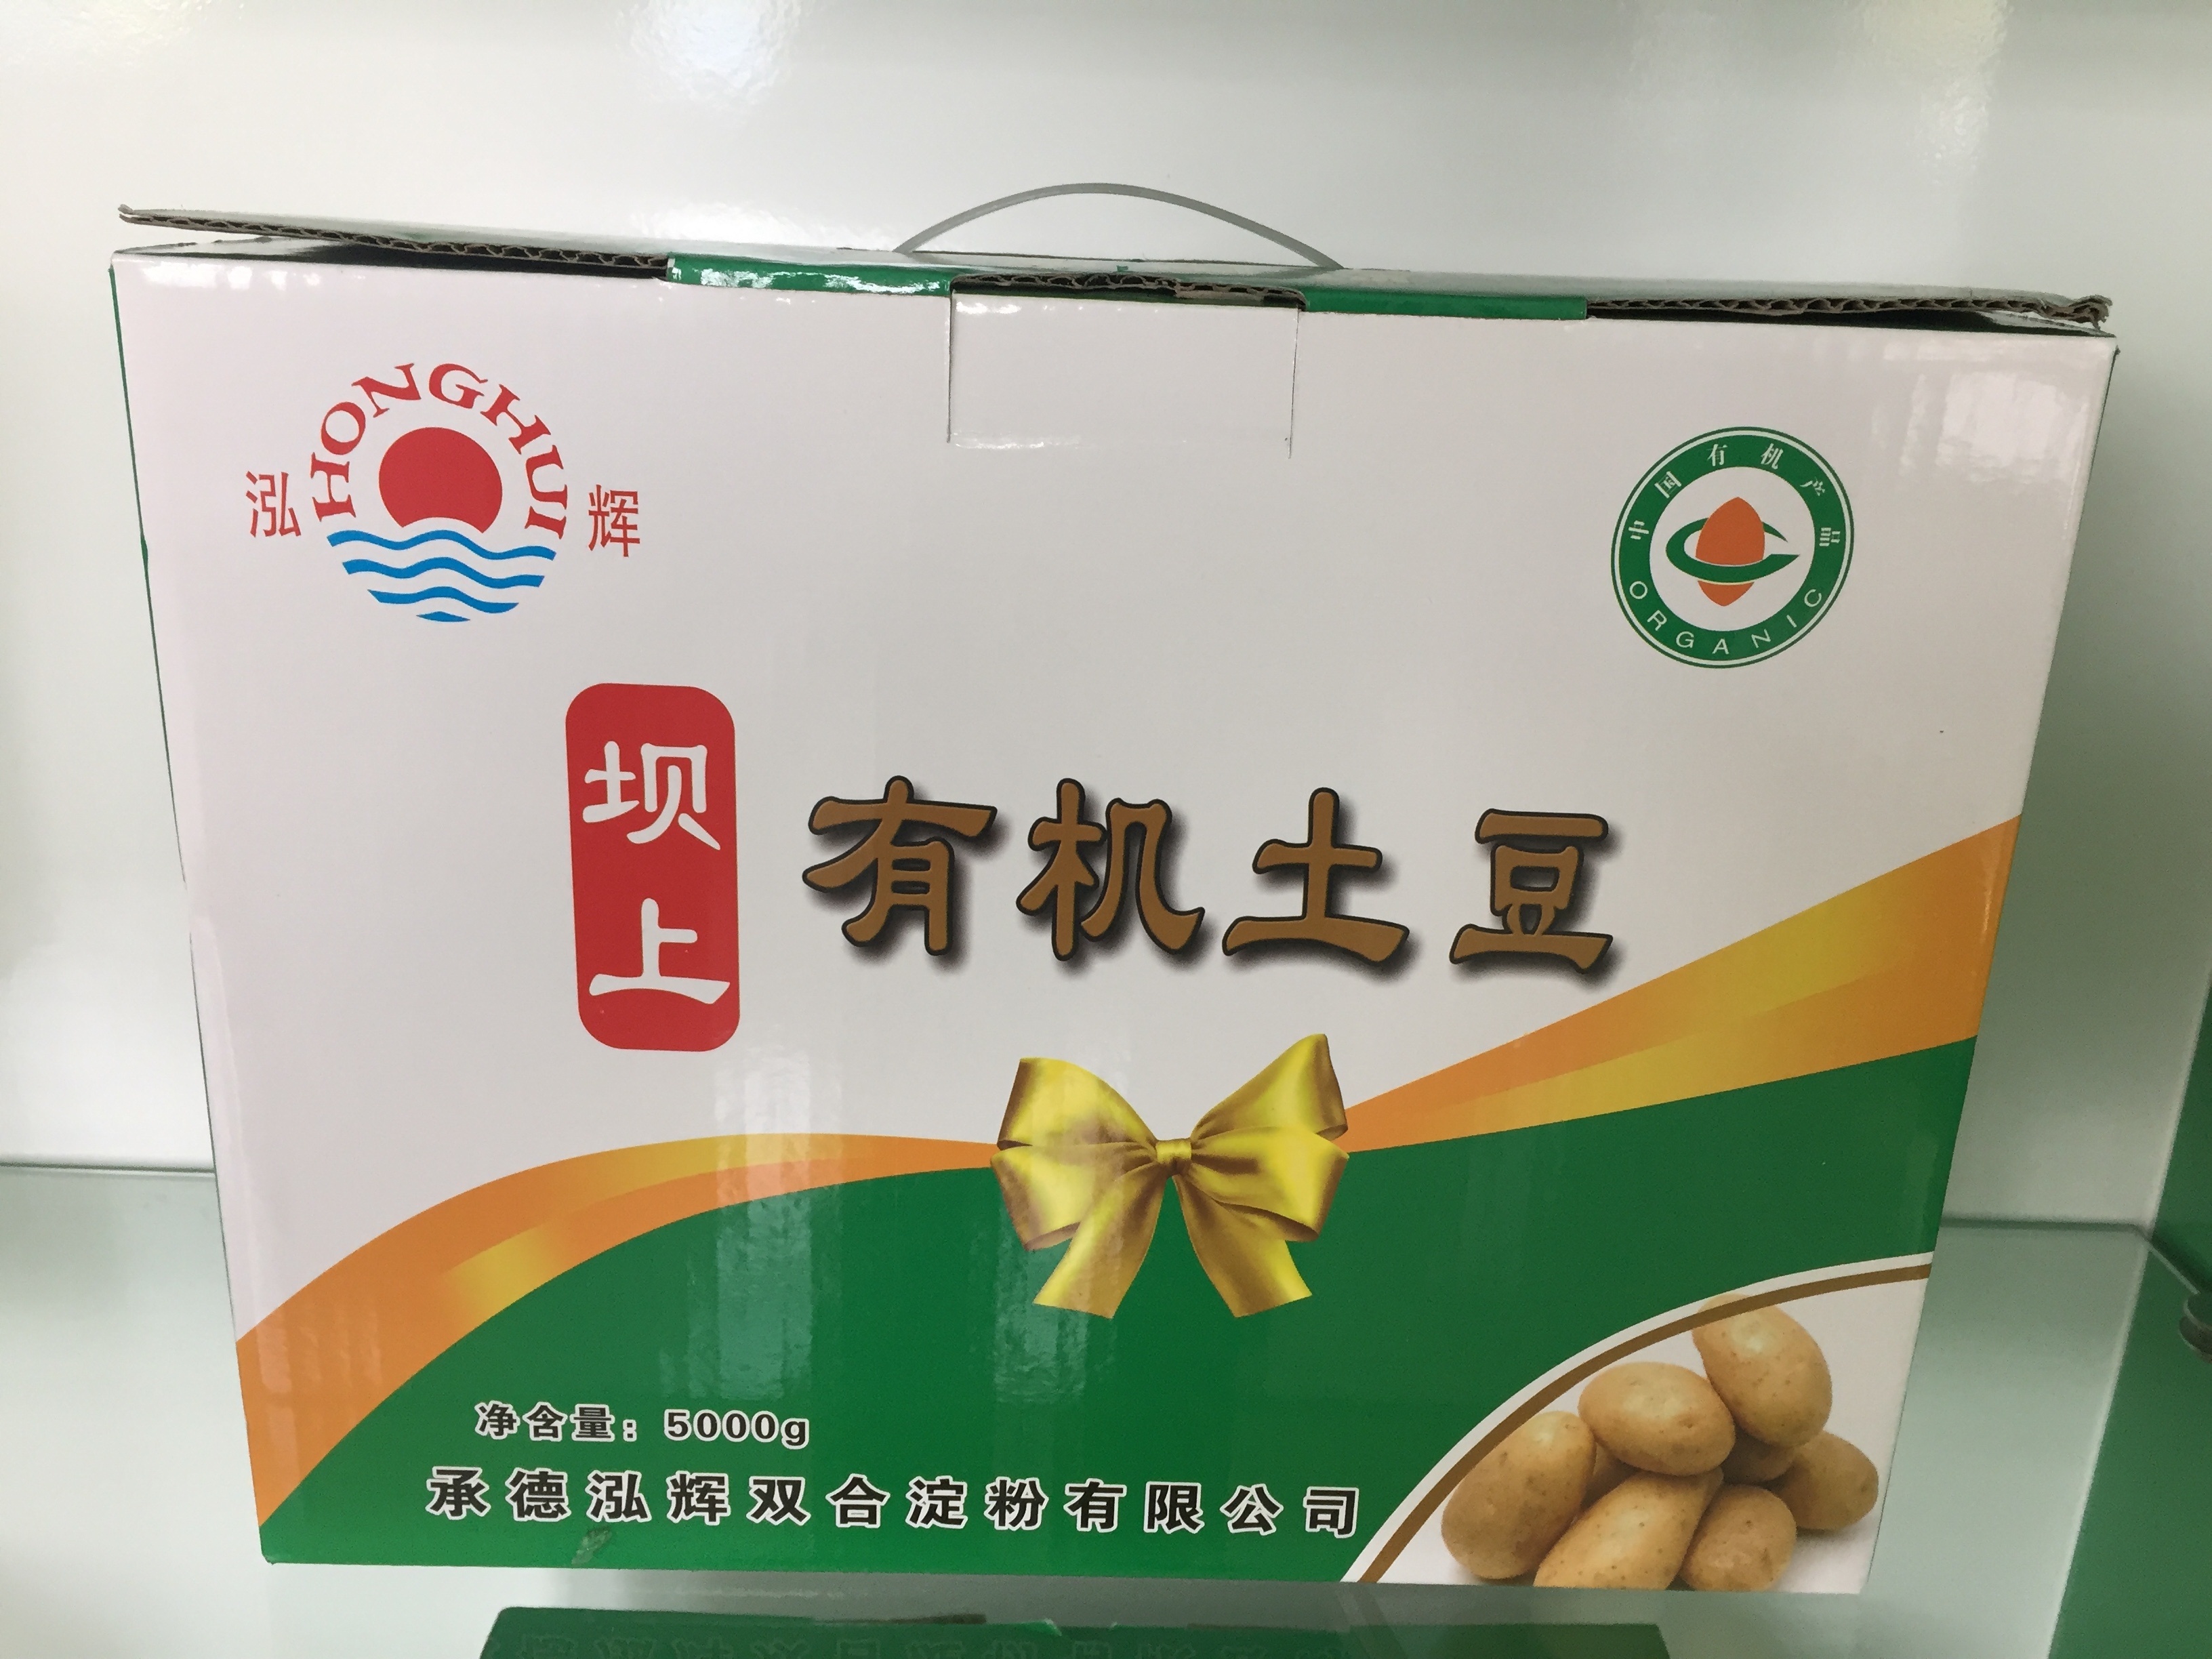 HONGHUI
泓 辉
中国有机产品
ORGANIC
坝上
有机土豆
净含量：5000g
承德泓辉双合淀粉有限公司